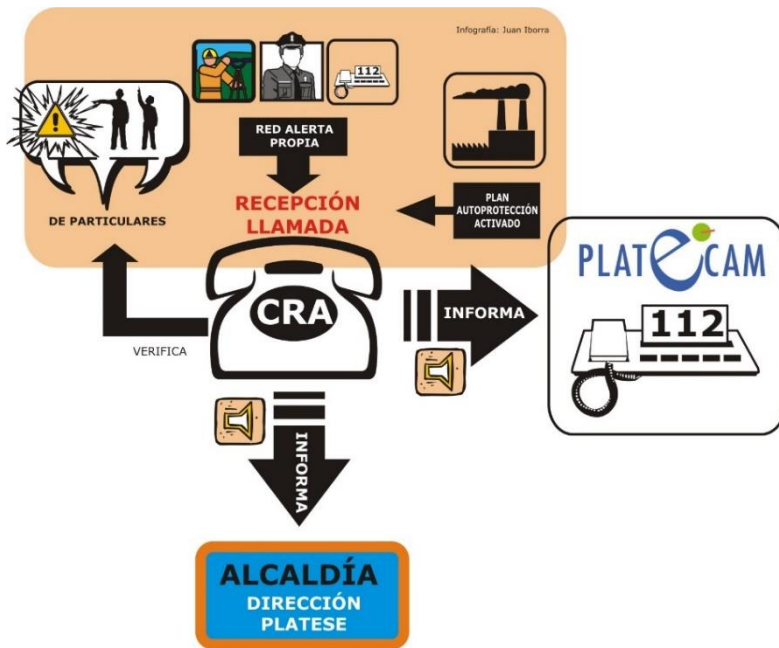 Infografía: Juan Iborra
112
RED ALERTA
PROPIA
RECEPCIÓN
LLAMADA
DE PARTICULARES
PLAN
AUTOPROTECCIÓN
ACTIVADO
PLATeCAM
CRA
INFORMA
112
VERIFICA
INFORMA
ALCALDÍA
DIRECCIÓN
PLATESE